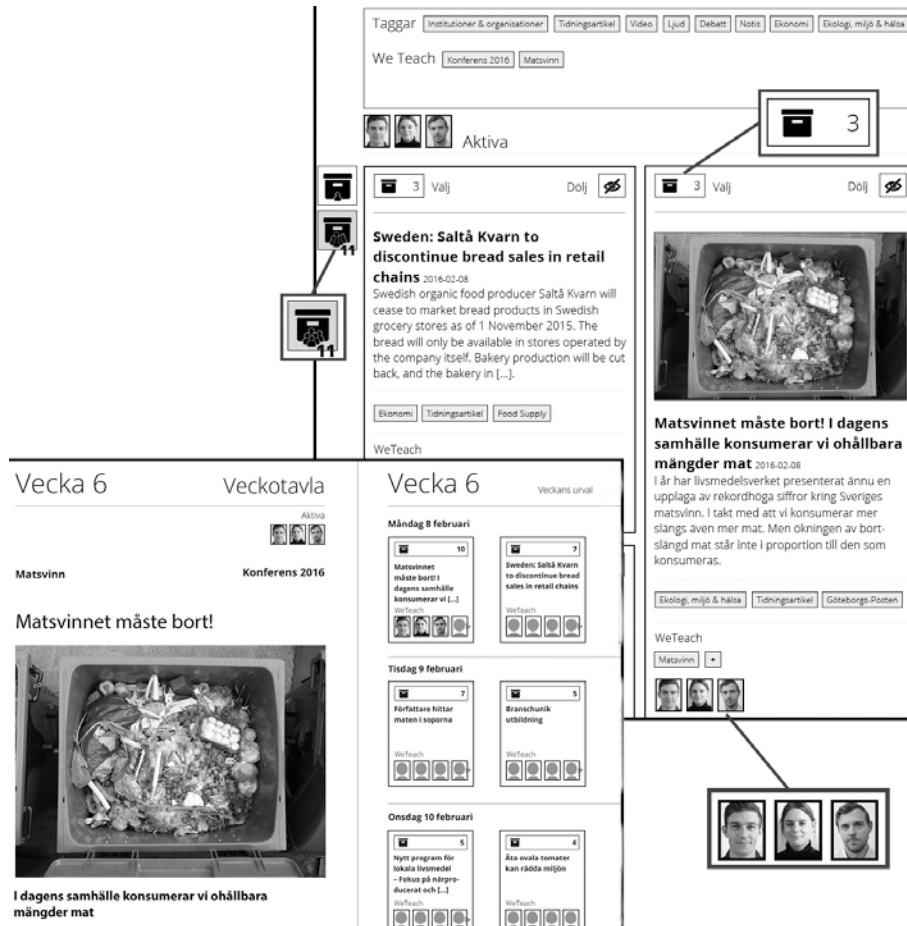 Taggar Institutioner & organisationer Tidningsartikel Video Ljud Debatt Notis Ekonomi Ekologi, miljö & hälsa
We Teach Konferens 2016 Matsvinn
Aktiva
3
11
11
3 Valj Dolj
Sweden: Saltå Kvarn to
discontinue bread sales in retail
chains 2016-02-08
Swedish organic food producer Saltå Kvarn will
cease to market bread products in Swedish
grocery stores as of 1 November 2015. The
bread will only be available in stores operated by
the company itself. Bakery production will be cut
back, and the bakery in [...].
Ekonomi Tidningsartikel Food Supply
WeTeach
3 Valj Dolj
Matsvinnet måste bort! I dagens
samhälle konsumerar vi ohållbara
mängder mat 2016-02-08
I år har livsmedelsverket presenterat ännu en
upplaga av rekordhöga siffror kring Sveriges
matsvinn. I takt med att vi konsumerar mer
slängs även mer mat. Men ökningen av bort-
slängd mat står inte i proportion till den som
konsumeras.
Ekologi, miljö & hälsa Tidningsartikel Göteborgs-Posten
WeTeach
Matsvinn +
Vecka 6 Veckotavla
Aktiva
Matsvinn Konferens 2016
Matsvinnet måste bort!
I dagens samhälle konsumerar vi ohållbara
mängder mat
Vecka 6 Veckans urval
Måndag 8 februari
10
Matsvinnet
måste bort! I
dagens samhälle
konsumerar vi [...]
WeTeach
7
Sweden: Saltå Kvarn
to discontinue bread
sales in retail chains
WeTeach
Tisdag 9 februari
7
Författare hittar
maten i soporna
WeTeach
5
Branschunik
utbildning
WeTeach
Onsdag 10 februari
5
Nytt program för
lokala livsmedel
– Fokus på närpro-
ducerat och [...]
WeTeach
4
Äta ovala tomater
kan rädda miljön
WeTeach